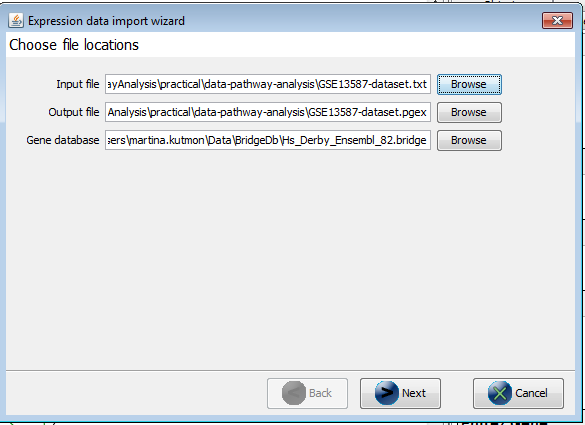 Expression data import wizard
Choose file locations
Input file ayAnalysis\practical\data-pathway-analysis\GSE13587-dataset.txt Browse
Output file Analysis\practical\data-pathway-analysis\GSE13587-dataset.pgex Browse
Gene database sers\martina.kutmon\Data\BridgeDb\Hs_Derby_Ensembl_82.bridge Browse
Back Next Cancel